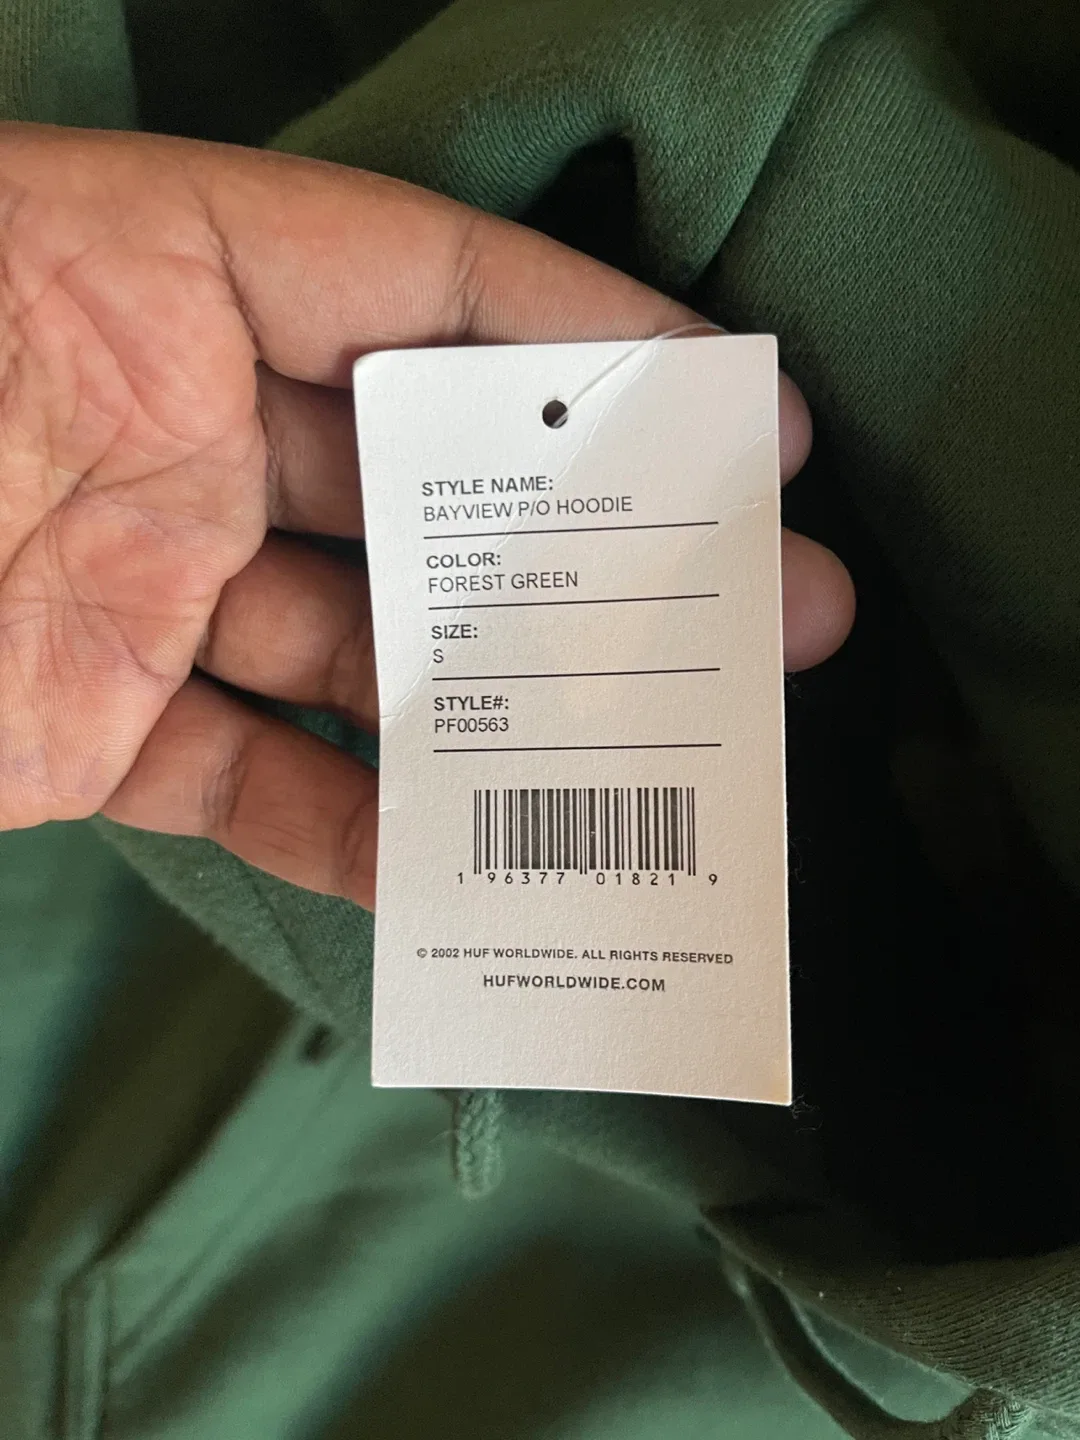 STYLE NAME:
BAYVIEW P/O HOODIE
COLOR:
FOREST GREEN
SIZE:
S
STYLE#:
PF00563
1 96377 01821 9
© 2002 HUF WORLDWIDE. ALL RIGHTS RESERVED
HUFWORLDWIDE.COM